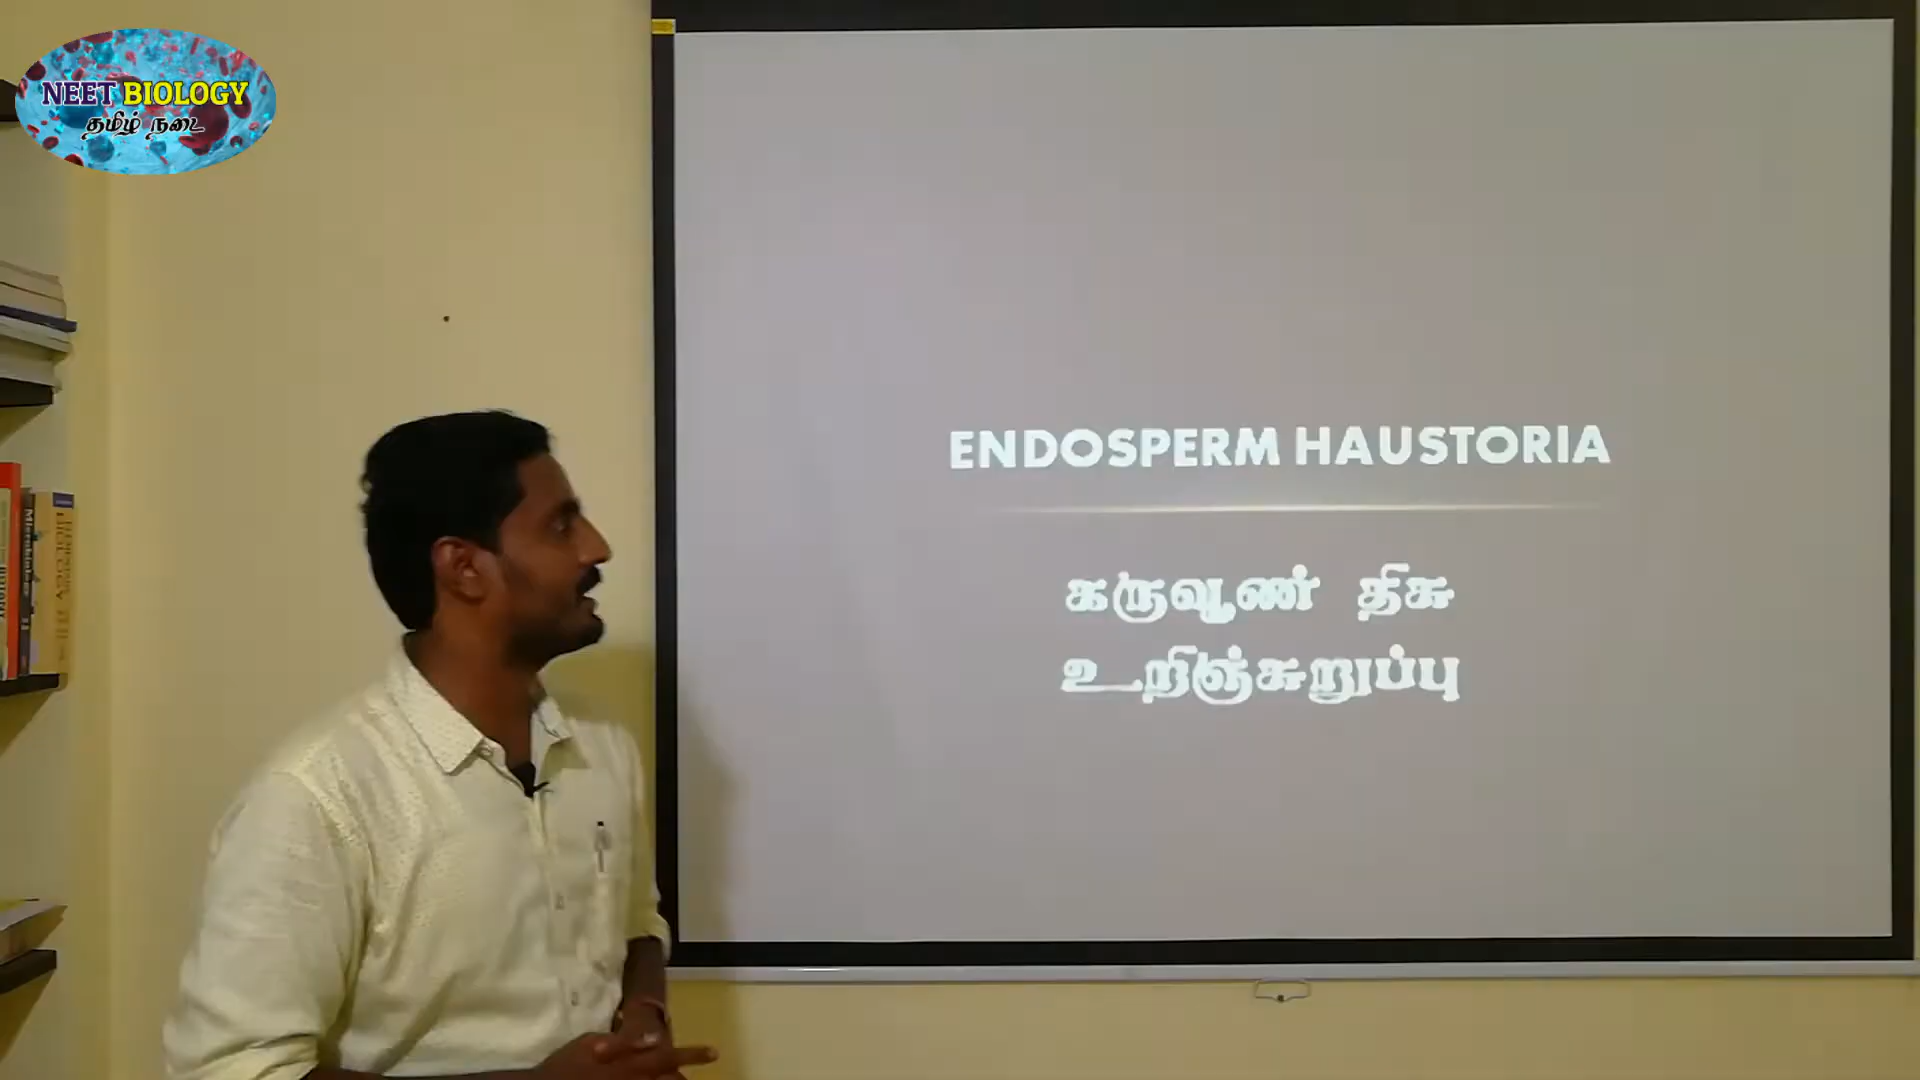 NEET BIOLOGY
தமிழ் நடை
ENDOSPERM HAUSTORIA
கருவூண் திசு
உறிஞ்சுறுப்பு